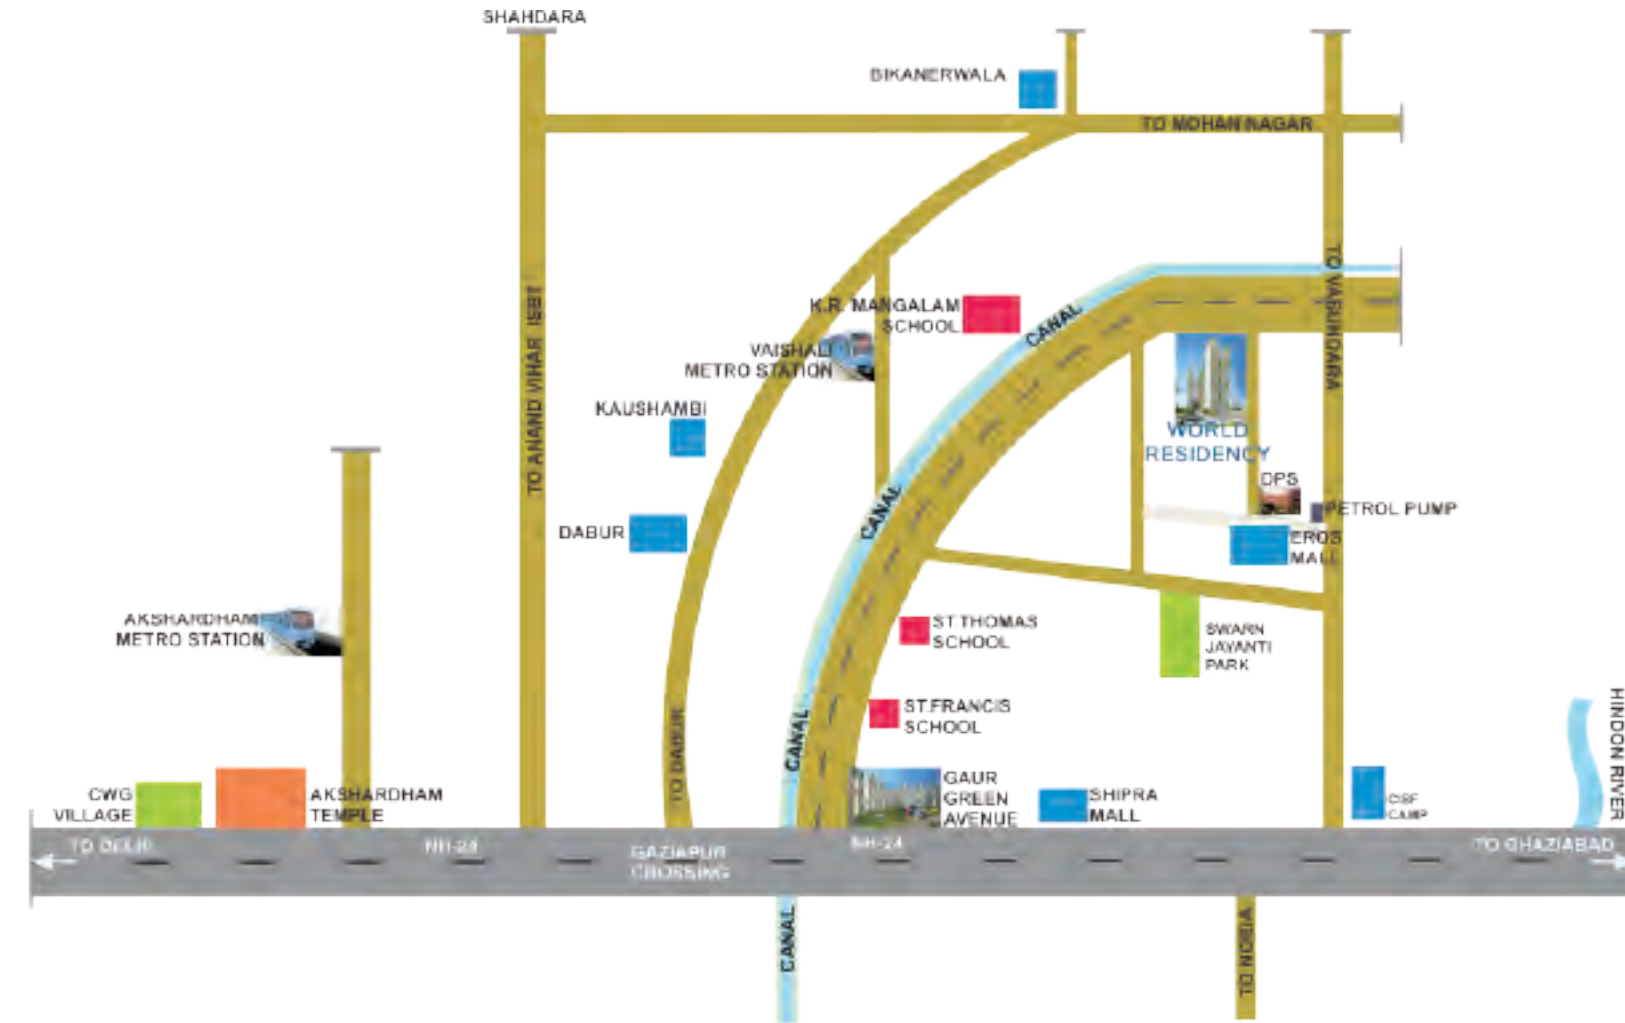 SHAHDARA
BIKANERWALA
TO MOHAN NAGAR
TO VASUNDARA
TO ANAND VIHAR ISBT
K.R. MANGALAM
SCHOOL
CANAL
VAISHALI
METRO STATION
KAUSHAMBI
WORLD
RESIDENCY
DPS
PETROL PUMP
CANAL
DABUR
EROS
MALL
AKSHARDHAM
METRO STATION
ST.THOMAS
SCHOOL
SWARN
JAYANTI
PARK
ST.FRANCIS
SCHOOL
CANAL
TO DABUR
HINDON RIVER
CWG
VILLAGE
AKSHARDHAM
TEMPLE
GAUR
GREEN
AVENUE
SHIPRA
MALL
CISF
CAMP
TO DELHI
NH-24
GAZIAPUR
CROSSING
NH-24
TO GHAZIABAD
CANAL
TO NOIDA